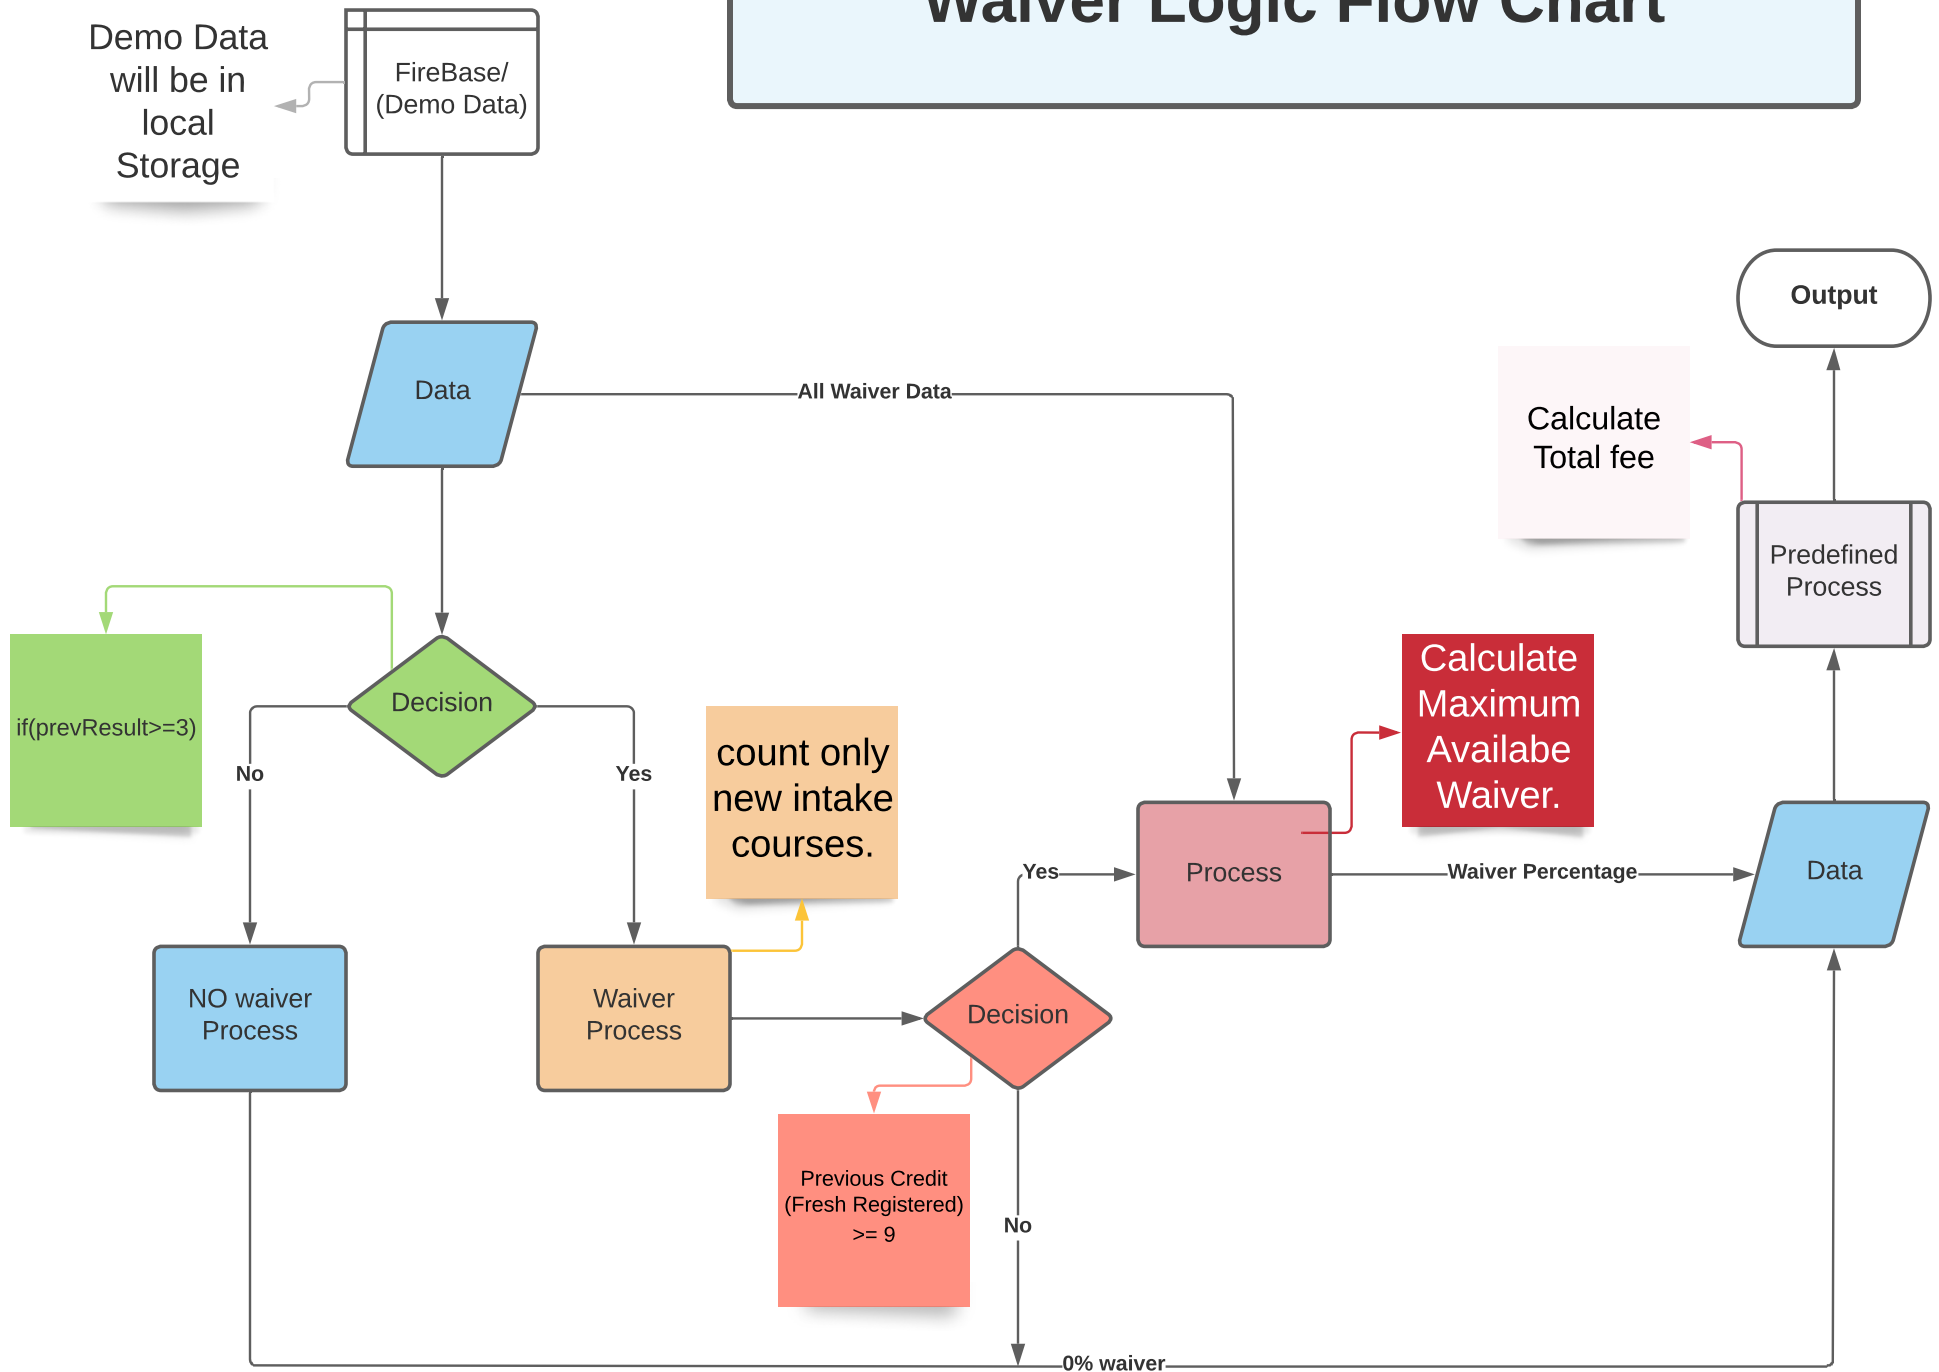 Waiver Logic Flow Chart
Demo Data
will be in
local
Storage
FireBase/
(Demo Data)
Output
Data
All Waiver Data
Calculate
Total fee
Predefined
Process
if(prevResult>=3)
Decision
No
Yes
count only
new intake
courses.
Calculate
Maximum
Availabe
Waiver.
Yes
Process
Waiver Percentage
Data
NO waiver
Process
Waiver
Process
Decision
Previous Credit
(Fresh Registered)
>= 9
No
0% waiver